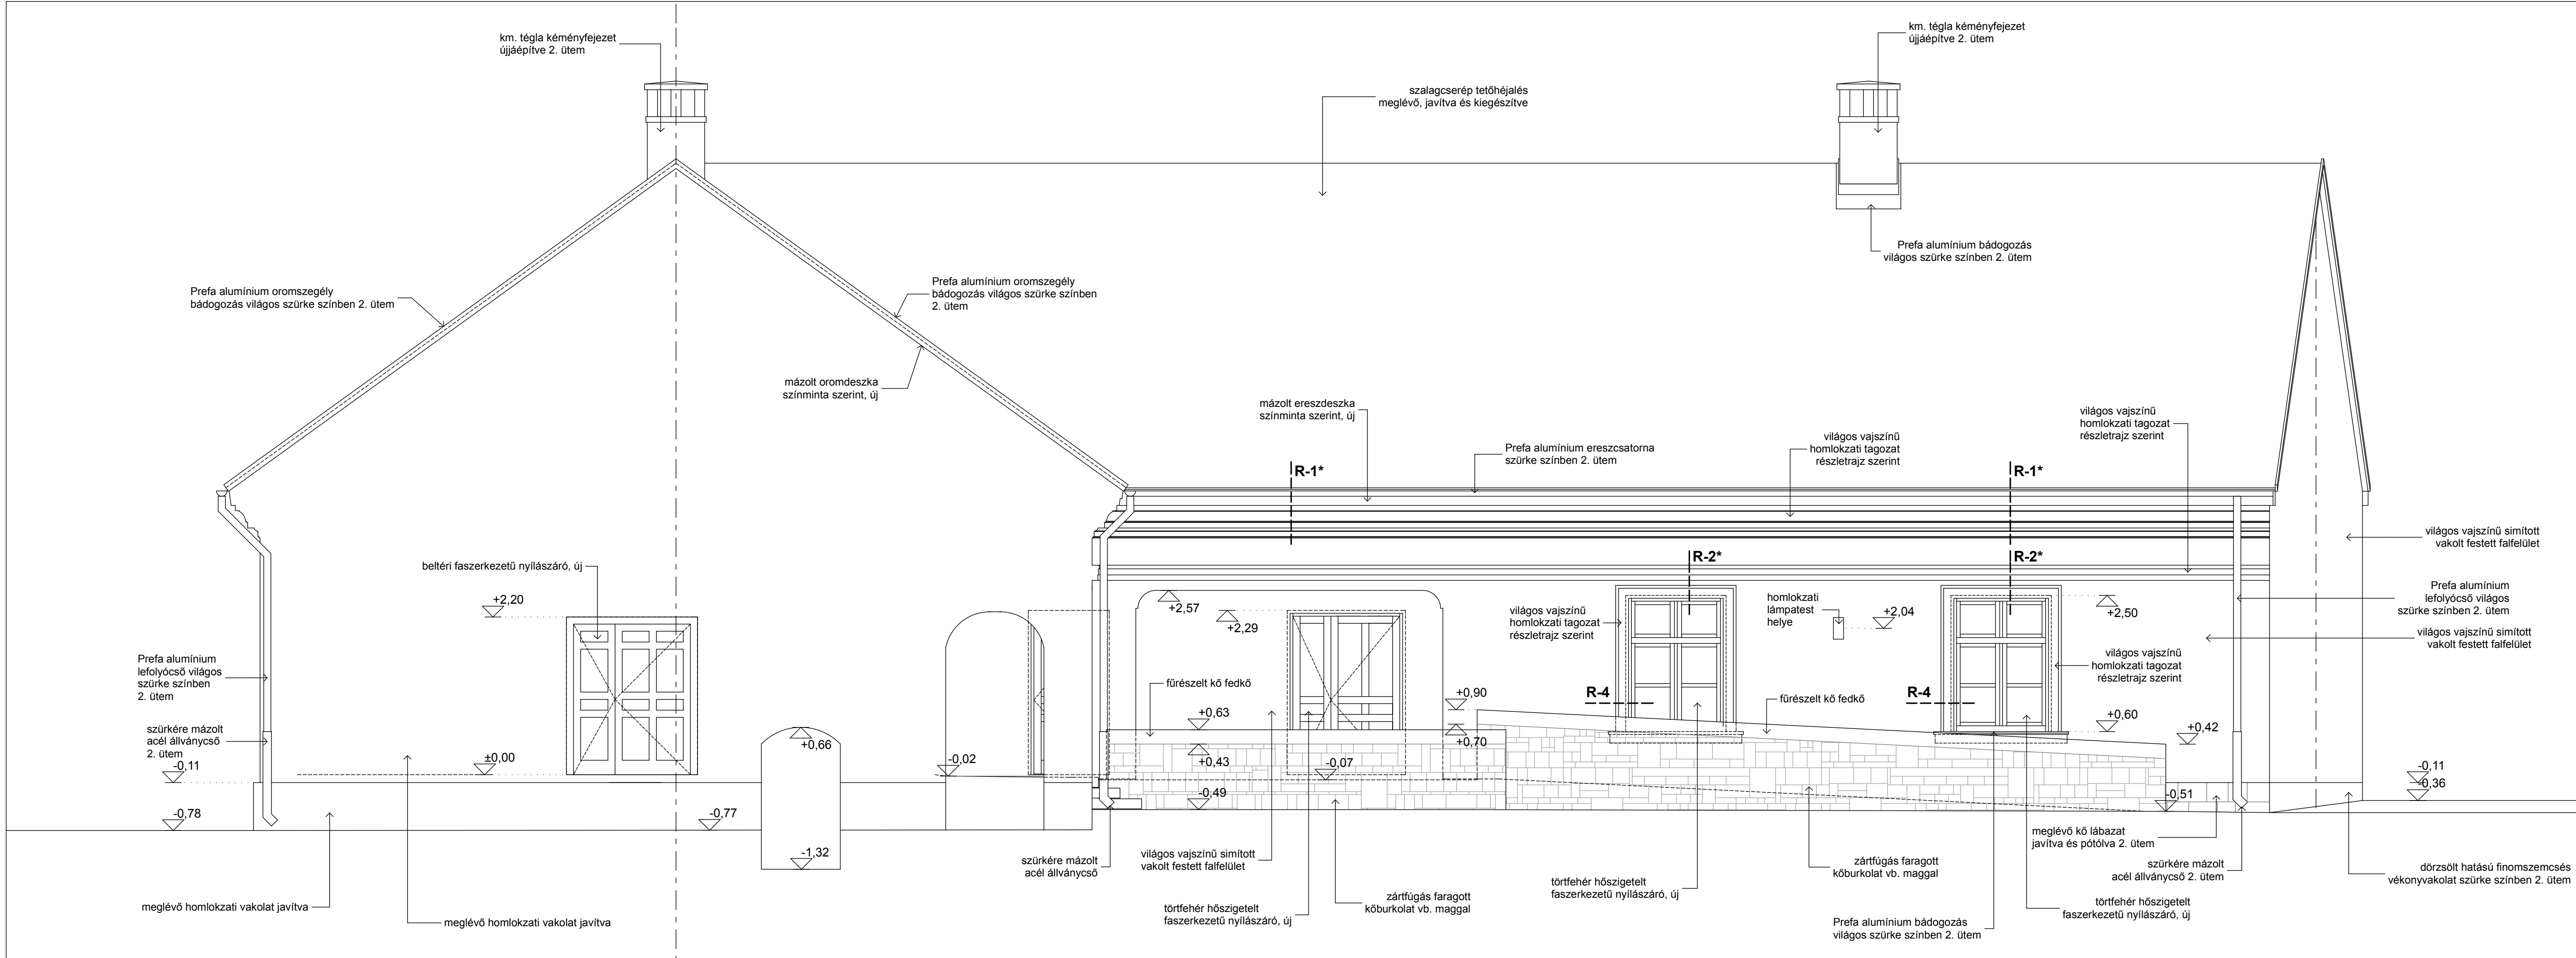 km. tégla kéményfejezet
újjáépítve 2. ütem
km. tégla kéményfejezet
újjáépítve 2. ütem
szalagcserép tetőhéjalés
meglévő, javítva és kiegészítve
Prefa alumínium bádogozás
világos szürke színben 2. ütem
Prefa alumínium oromszegély
bádogozás világos szürke színben 2. ütem
Prefa alumínium oromszegély
bádogozás világos szürke színben
2. ütem
mázolt oromdeszka
színminta szerint, új
mázolt ereszdeszka
színminta szerint, új
Prefa alumínium ereszcsatorna
szürke színben 2. ütem
világos vajszínű
homlokzati tagozat
részletrajz szerint
világos vajszínű
homlokzati tagozat
részletrajz szerint
R-1*
R-1*
világos vajszínű simított
vakolt festett falfelület
R-2*
R-2*
beltéri faszerkezetű nyílászáró, új
+2,20
+2,57
+2,29
világos vajszínű
homlokzati tagozat
részletrajz szerint
homlokzati
lámpatest
helye
+2,04
+2,50
Prefa alumínium
lefolyócső világos
szürke színben 2. ütem
világos vajszínű simított
vakolt festett falfelület
világos vajszínű
homlokzati tagozat
részletrajz szerint
Prefa alumínium
lefolyócső világos
szürke színben
2. ütem
fűrészelt kő fedkő
+0,90
R-4
fűrészelt kő fedkő
R-4
+0,63
+0,60
+0,42
szürkére mázolt
acél állványcső
2. ütem
+0,66
+0,70
±0,00
-0,02
+0,43
-0,07
-0,11
-0,11
-0,36
-0,49
-0,51
-0,78
-0,77
-1,32
meglévő kő lábazat
javítva és pótólva 2. ütem
szürkére mázolt
acél állványcső
világos vajszínű simított
vakolt festett falfelület
zártfúgás faragott
kőburkolat vb. maggal
szürkére mázolt
acél állványcső 2. ütem
dörzsölt hatású finomszemcsés
vékonyvakolat szürke színben 2. ütem
törtfehér hőszigetelt
faszerkezetű nyílászáró, új
zártfúgás faragott
kőburkolat vb. maggal
törtfehér hőszigetelt
faszerkezetű nyílászáró, új
törtfehér hőszigetelt
faszerkezetű nyílászáró, új
meglévő homlokzati vakolat javítva
meglévő homlokzati vakolat javítva
Prefa alumínium bádogozás
világos szürke színben 2. ütem